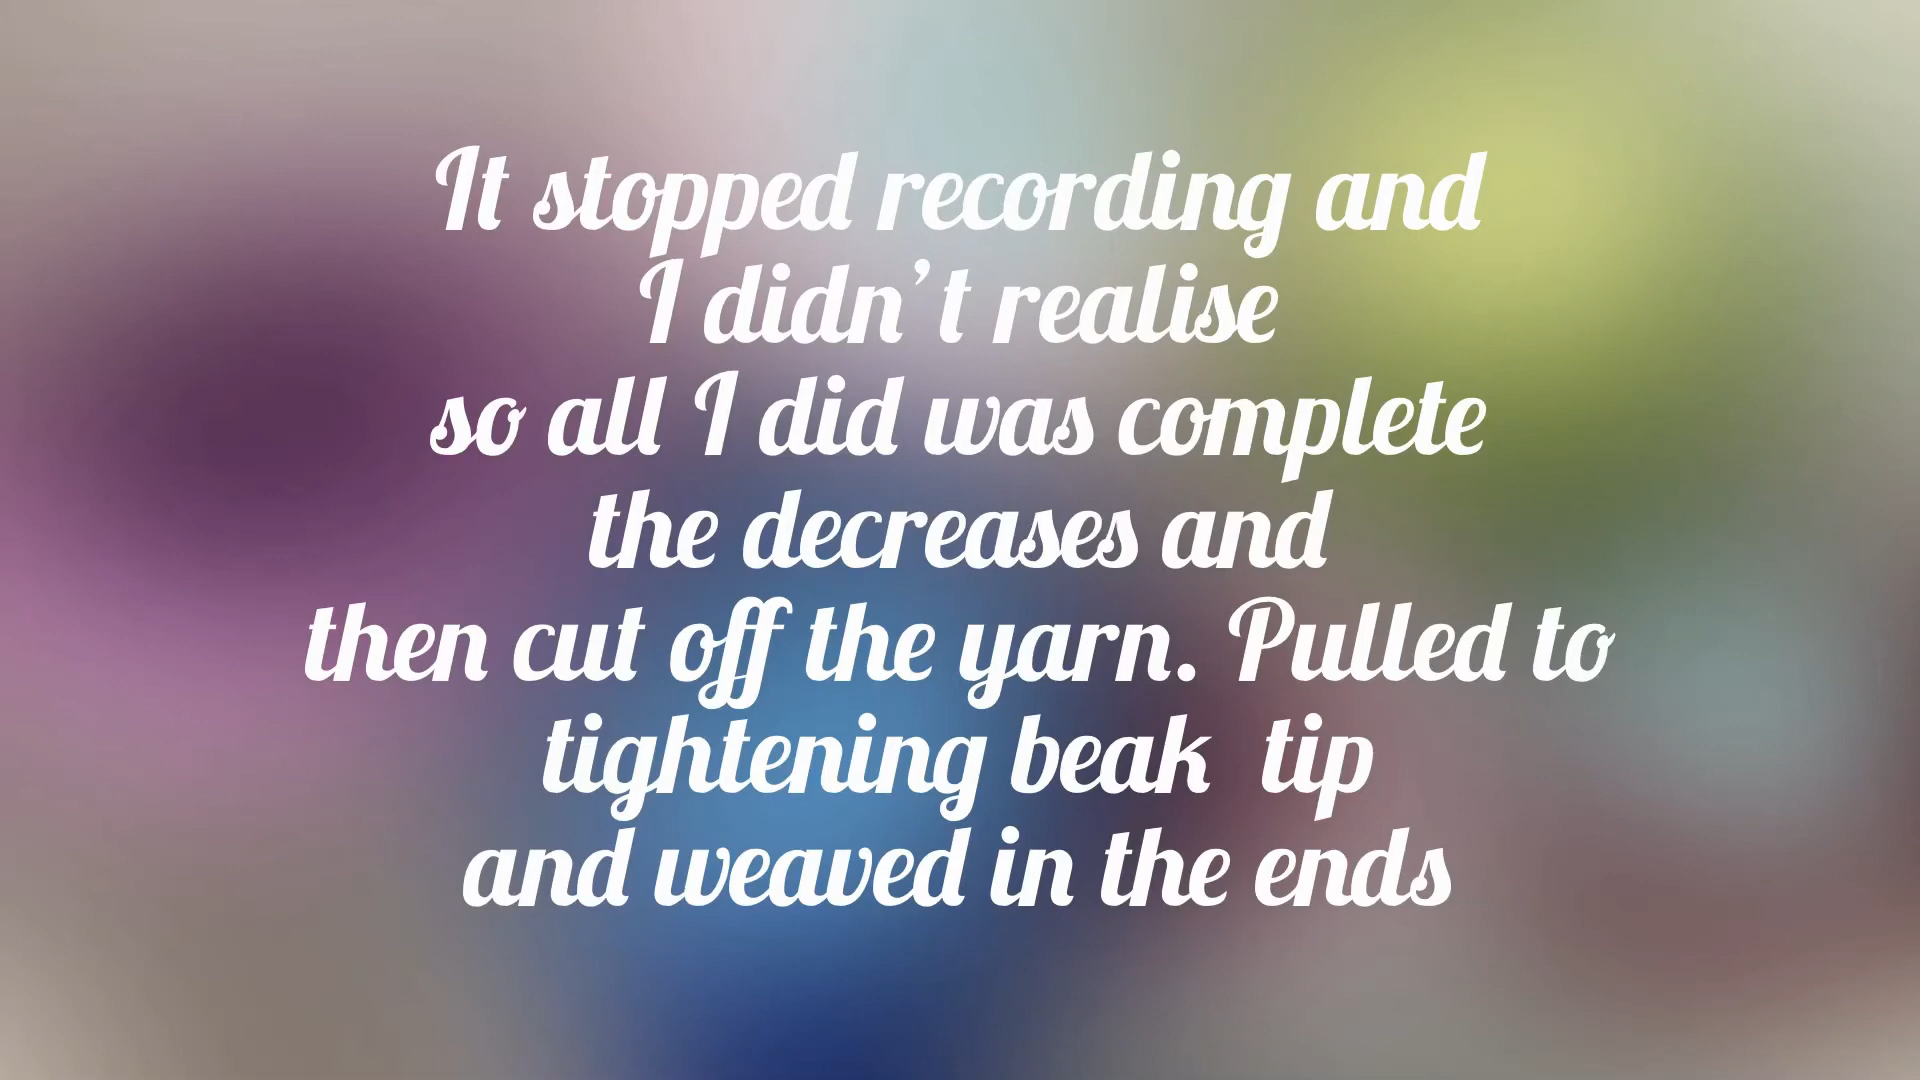 It stopped recording and
I didn’t realise
so all I did was complete
the decreases and
then cut off the yarn. Pulled to
tightening beak  tip
and weaved in the ends